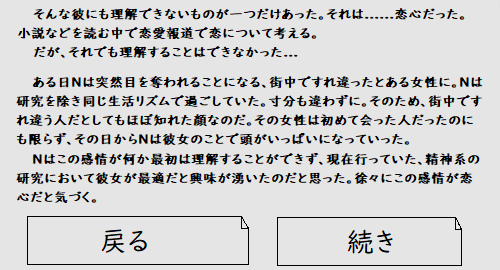 そんな彼にも理解できないものが一つだけあった。それは......恋心だった。
小説などを読む中で恋愛報道で恋について考える。
だが、それでも理解することはできなかった...
ある日Nは突然目を奪われることになる、街中ですれ違ったとある女性に。Nは
研究を除き同じ生活リズムで過ごしていた。寸分も違わずに。そのため、街中です
れ違う人だとしてもほぼ知れた顔なのだ。その女性は初めて会った人だったのに
も限らず、その日からNは彼女のことで頭がいっぱいになっていった。
Nはこの感情が何か最初は理解することができず、現在行っていた、精神系の
研究において彼女が最適だと興味が湧いたのだと思った。徐々にこの感情が恋
心だと気づく。
戻る
続き